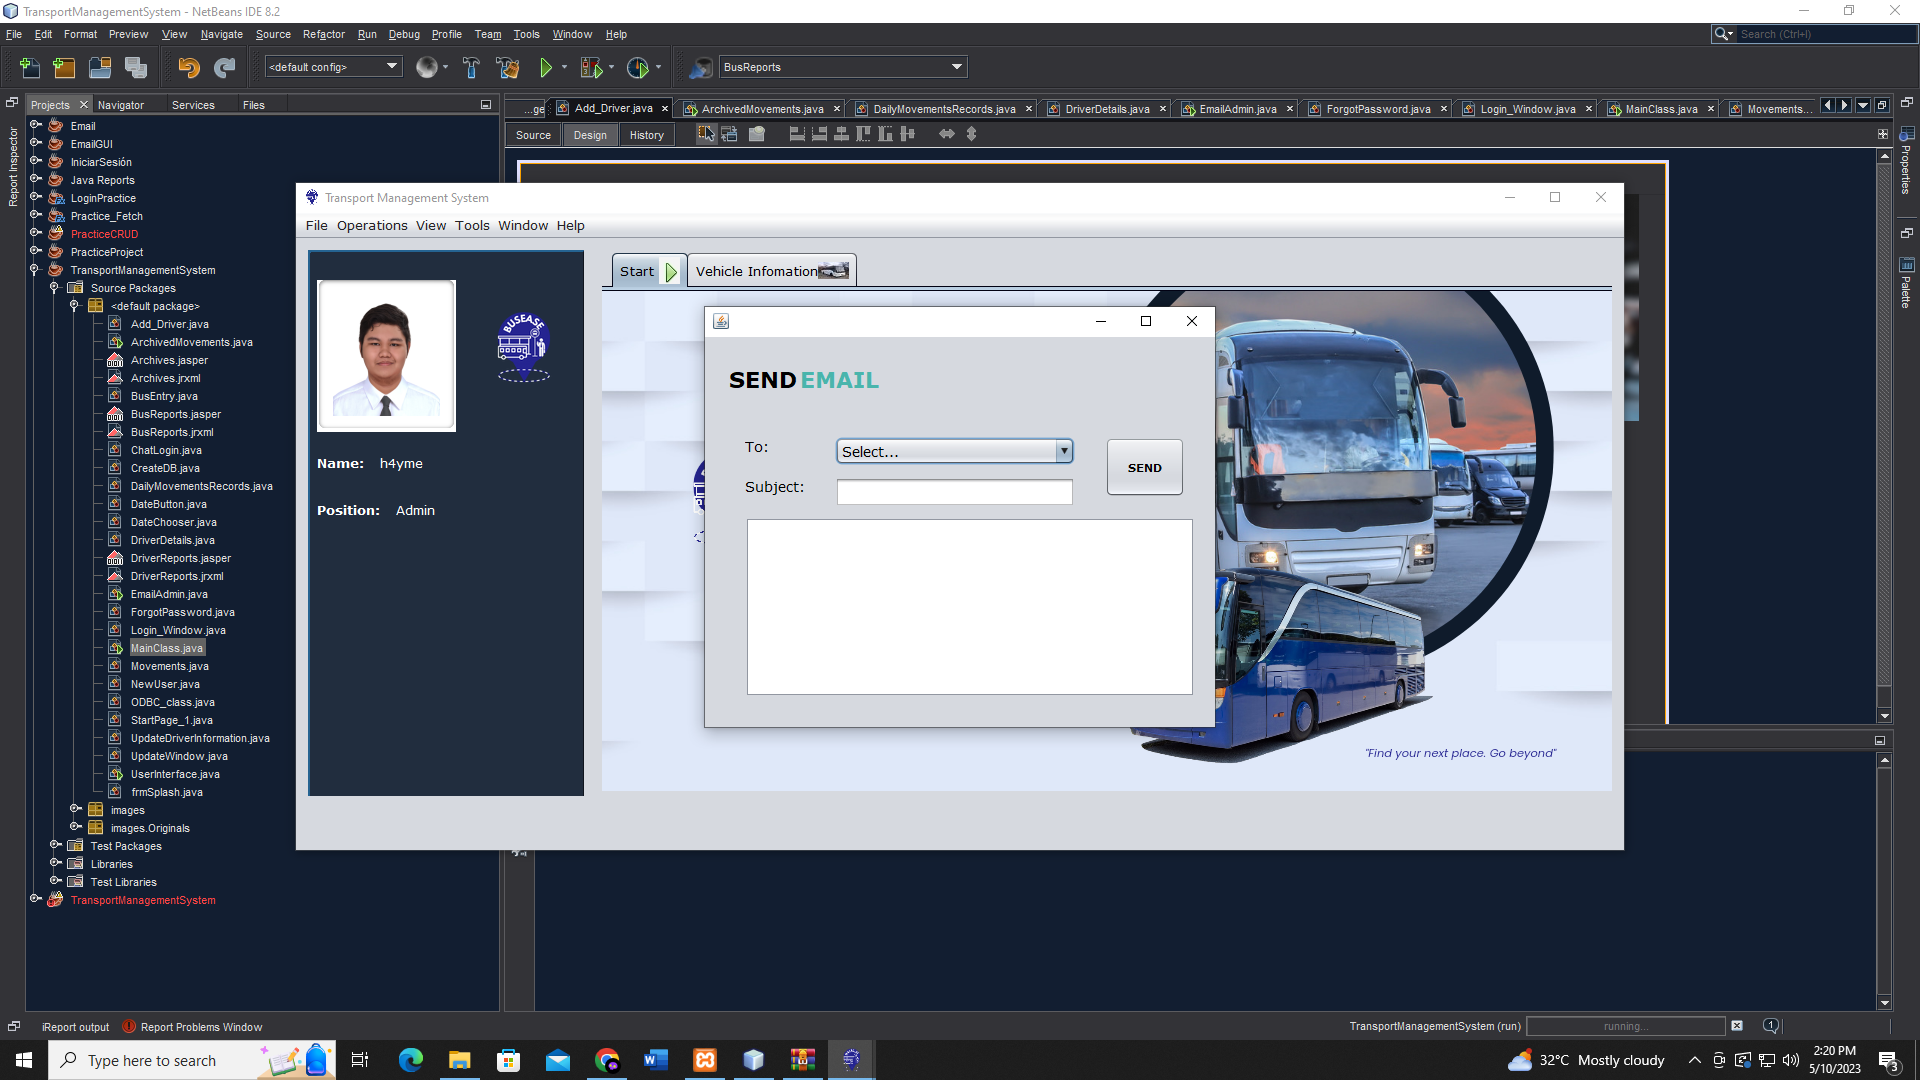 TransportManagementSystem - NetBeans IDE 8.2
File Edit Format Preview View Navigate Source Refactor Run Debug Profile Team Tools Window Help
Search (Ctrl+I)
<default config>
BusReports
Projects Navigator Services Files
...ge Add_Driver.java ArchivedMovements.java DailyMovementsRecords.java DriverDetails.java EmailAdmin.java ForgotPassword.java Login_Window.java MainClass.java Movements...
Source Design History
Report Inspector
Properties
Palette
Email
EmailGUI
IniciarSesión
Java Reports
LoginPractice
Practice_Fetch
PracticeCRUD
PracticeProject
TransportManagementSystem
Source Packages
<default package>
Add_Driver.java
ArchivedMovements.java
Archives.jasper
Archives.jrxml
BusEntry.java
BusReports.jasper
BusReports.jrxml
ChatLogin.java
CreateDB.java
DailyMovementsRecords.java
DateButton.java
DateChooser.java
DriverDetails.java
DriverReports.jasper
DriverReports.jrxml
EmailAdmin.java
ForgotPassword.java
Login_Window.java
MainClass.java
Movements.java
NewUser.java
ODBC_class.java
StartPage_1.java
UpdateDriverInformation.java
UpdateWindow.java
UserInterface.java
frmSplash.java
images
images.Originals
Test Packages
Libraries
Test Libraries
TransportManagementSystem
Transport Management System
File Operations View Tools Window Help
BUSEASE
Name: h4yme
Position: Admin
Start Vehicle Infomation
SEND EMAIL
To: Select...
SEND
Subject:
"Find your next place. Go beyond"
iReport output Report Problems Window
TransportManagementSystem (run) running... 1
Type here to search
32°C Mostly cloudy
2:20 PM
5/10/2023
3